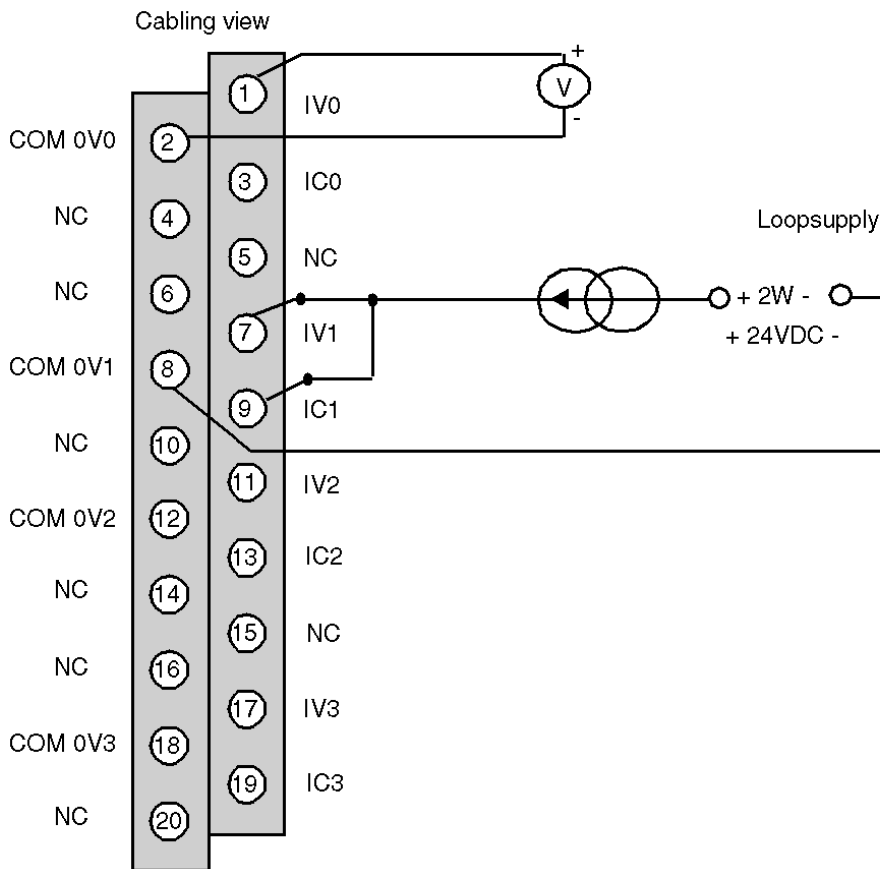 Cabling view
+
1
V
IV0
-
COM 0V0
2
3
IC0
NC
4
Loopsupply
5
NC
NC
6
+ 2W -
7
IV1
+ 24VDC -
COM 0V1
8
9
IC1
NC
10
11
IV2
COM 0V2
12
13
IC2
NC
14
15
NC
NC
16
17
IV3
COM 0V3
18
19
IC3
NC
20